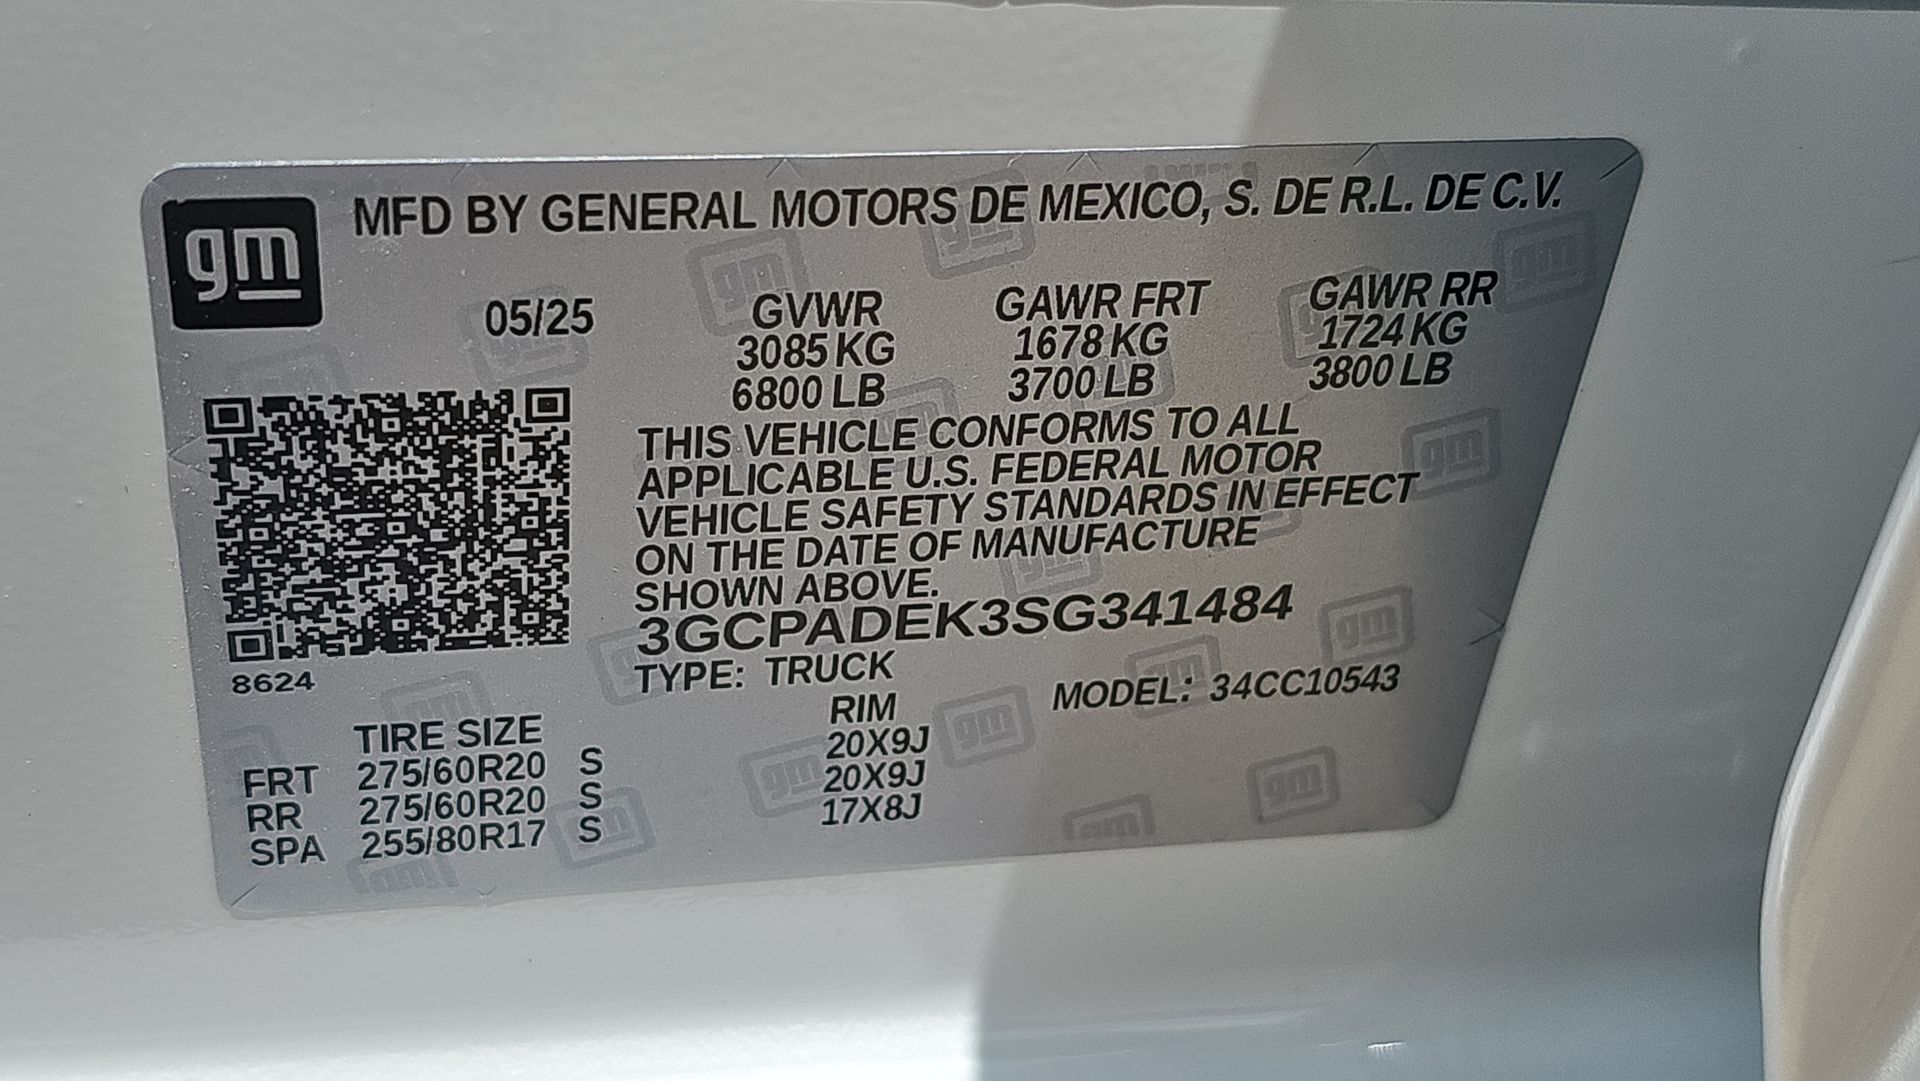 gm
MFD BY GENERAL MOTORS DE MEXICO, S. DE R.L. DE C.V.
05/25 GVWR GAWR FRT GAWR RR
3085 KG 1678 KG 1724 KG
6800 LB 3700 LB 3800 LB
THIS VEHICLE CONFORMS TO ALL
APPLICABLE U.S. FEDERAL MOTOR
VEHICLE SAFETY STANDARDS IN EFFECT
ON THE DATE OF MANUFACTURE
SHOWN ABOVE.
3GCPADEK3SG341484
8624
TYPE: TRUCK MODEL: 34CC10543
TIRE SIZE RIM
FRT 275/60R20 S 20X9J
RR 275/60R20 S 20X9J
SPA 255/80R17 S 17X8J